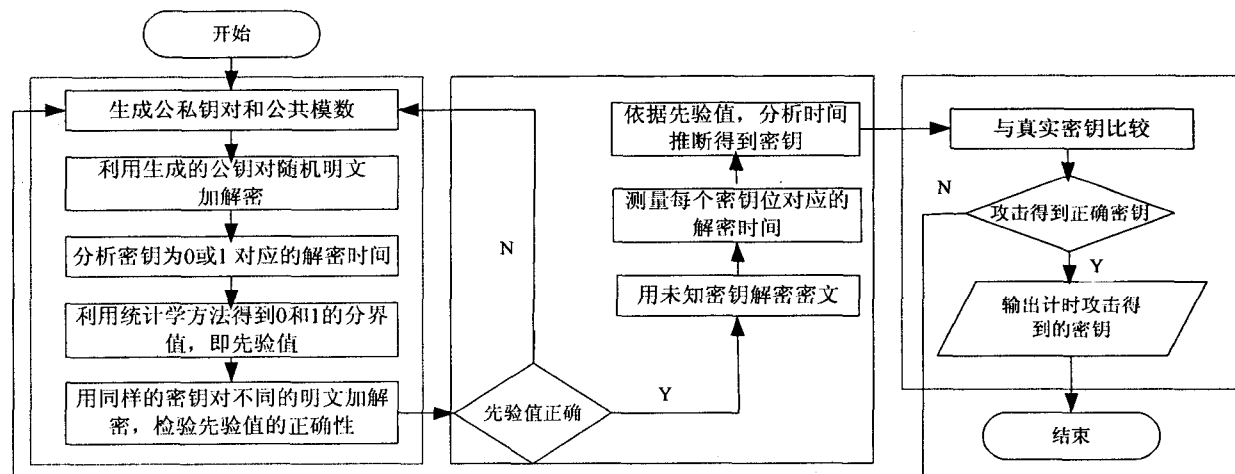 开始
生成公私钥对和公共模数
利用生成的公钥对随机明文
加解密
分析密钥为0或1对应的解密时间
利用统计学方法得到0和1的分界
值，即先验值
用同样的密钥对不同的明文加解
密，检验先验值的正确性
先验值正确
N
Y
依据先验值，分析时间
推断得到密钥
测量每个密钥位对应的
解密时间
用未知密钥解密密文
与真实密钥比较
N
攻击得到正确密钥
Y
输出计时攻击得
到的密钥
结束